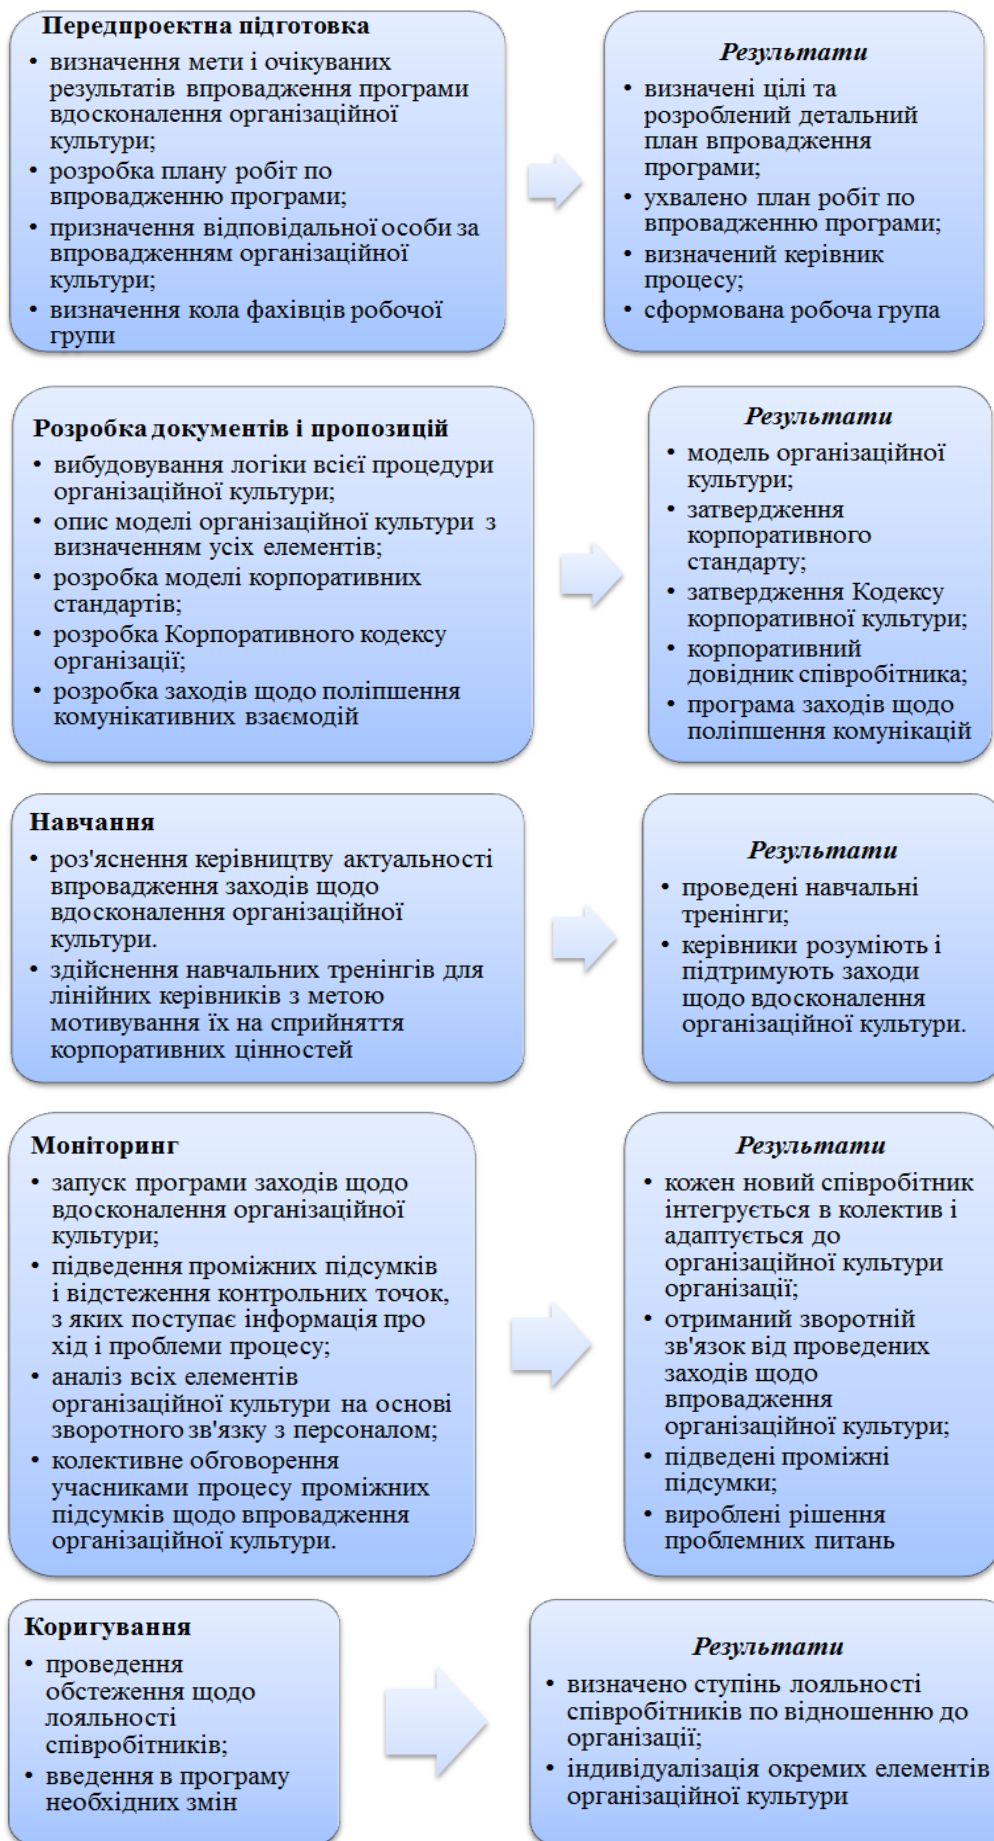 Передпроектна підготовка
• визначення мети і очікуваних
результатів впровадження програми
вдосконалення організаційної
культури;
• розробка плану робіт по
впровадженню програми;
• призначення відповідальної особи за
впровадженням організаційної
культури;
• визначення кола фахівців робочої
групи
Результати
• визначені цілі та
розроблений детальний
план впровадження
програми;
• ухвалено план робіт по
впровадженню програми;
• визначений керівник
процесу;
• сформована робоча група
Розробка документів і пропозицій
• вибудовування логіки всієї процедури
організаційної культури;
• опис моделі організаційної культури з
визначенням усіх елементів;
• розробка моделі корпоративних
стандартів;
• розробка Корпоративного кодексу
організації;
• розробка заходів щодо поліпшення
комунікативних взаємодій
Результати
• модель організаційної
культури;
• затвердження
корпоративного
стандарту;
• затвердження Кодексу
корпоративної культури;
• корпоративний
довідник співробітника;
• програма заходів щодо
поліпшення комунікацій
Навчання
• роз'яснення керівництву актуальності
впровадження заходів щодо
вдосконалення організаційної
культури.
• здійснення навчальних тренінгів для
лінійних керівників з метою
мотивування їх на сприйняття
корпоративних цінностей
Результати
• проведені навчальні
тренінги;
• керівники розуміють і
підтримують заходи
щодо вдосконалення
організаційної культури.
Моніторинг
• запуск програми заходів щодо
вдосконалення організаційної
культури;
• підведення проміжних підсумків
і відстеження контрольних точок,
з яких поступає інформація про
хід і проблеми процесу;
• аналіз всіх елементів
організаційної культури на основі
зворотного зв'язку з персоналом;
• колективне обговорення
учасниками процесу проміжних
підсумків щодо впровадження
організаційної культури.
Результати
• кожен новий співробітник
інтегрується в колектив і
адаптується до
організаційної культури
організації;
• отриманий зворотній
зв'язок від проведених
заходів щодо
впровадження
організаційної культури;
• підведені проміжні
підсумки;
• вироблені рішення
проблемних питань
Коригування
• проведення
обстеження щодо
лояльності
співробітників;
• введення в програму
необхідних змін
Результати
• визначено ступінь лояльності
співробітників по відношенню до
організації;
• індивідуалізація окремих елементів
організаційної культури